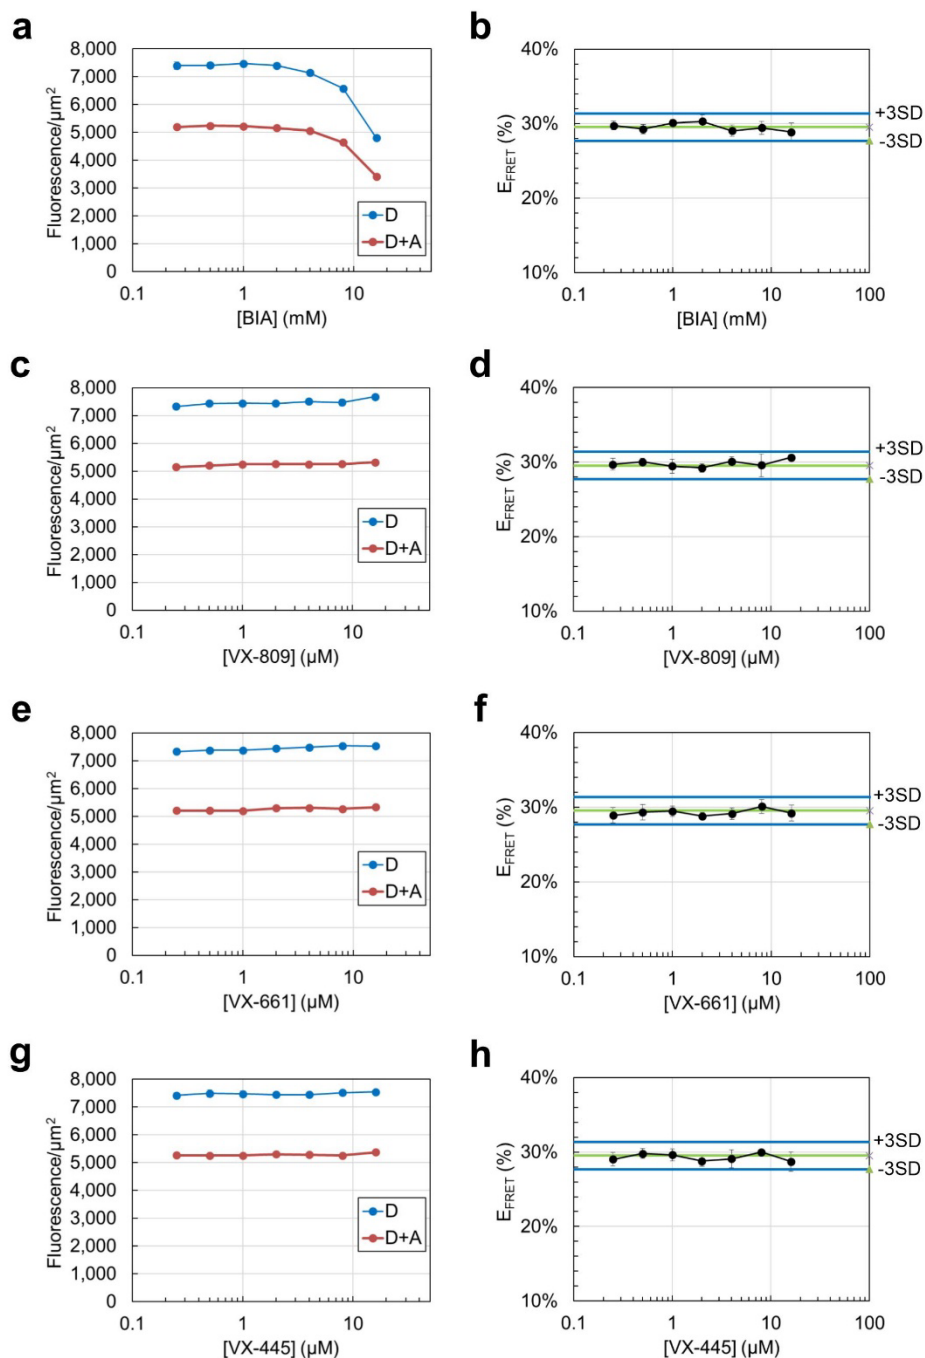 a
8,000
7,000
6,000
5,000
4,000
3,000
2,000
1,000
0
Fluorescence/µm²
D
D+A
0.1 1 10
[BIA] (mM)
b
40%
30%
20%
10%
E_FRET (%)
+3SD
-3SD
0.1 1 10 100
[BIA] (mM)
c
8,000
7,000
6,000
5,000
4,000
3,000
2,000
1,000
0
Fluorescence/µm²
D
D+A
0.1 1 10
[VX-809] (µM)
d
40%
30%
20%
10%
E_FRET (%)
+3SD
-3SD
0.1 1 10 100
[VX-809] (µM)
e
8,000
7,000
6,000
5,000
4,000
3,000
2,000
1,000
0
Fluorescence/µm²
D
D+A
0.1 1 10
[VX-661] (µM)
f
40%
30%
20%
10%
E_FRET (%)
+3SD
-3SD
0.1 1 10 100
[VX-661] (µM)
g
8,000
7,000
6,000
5,000
4,000
3,000
2,000
1,000
0
Fluorescence/µm²
D
D+A
0.1 1 10
[VX-445] (µM)
h
40%
30%
20%
10%
E_FRET (%)
+3SD
-3SD
0.1 1 10 100
[VX-445] (µM)